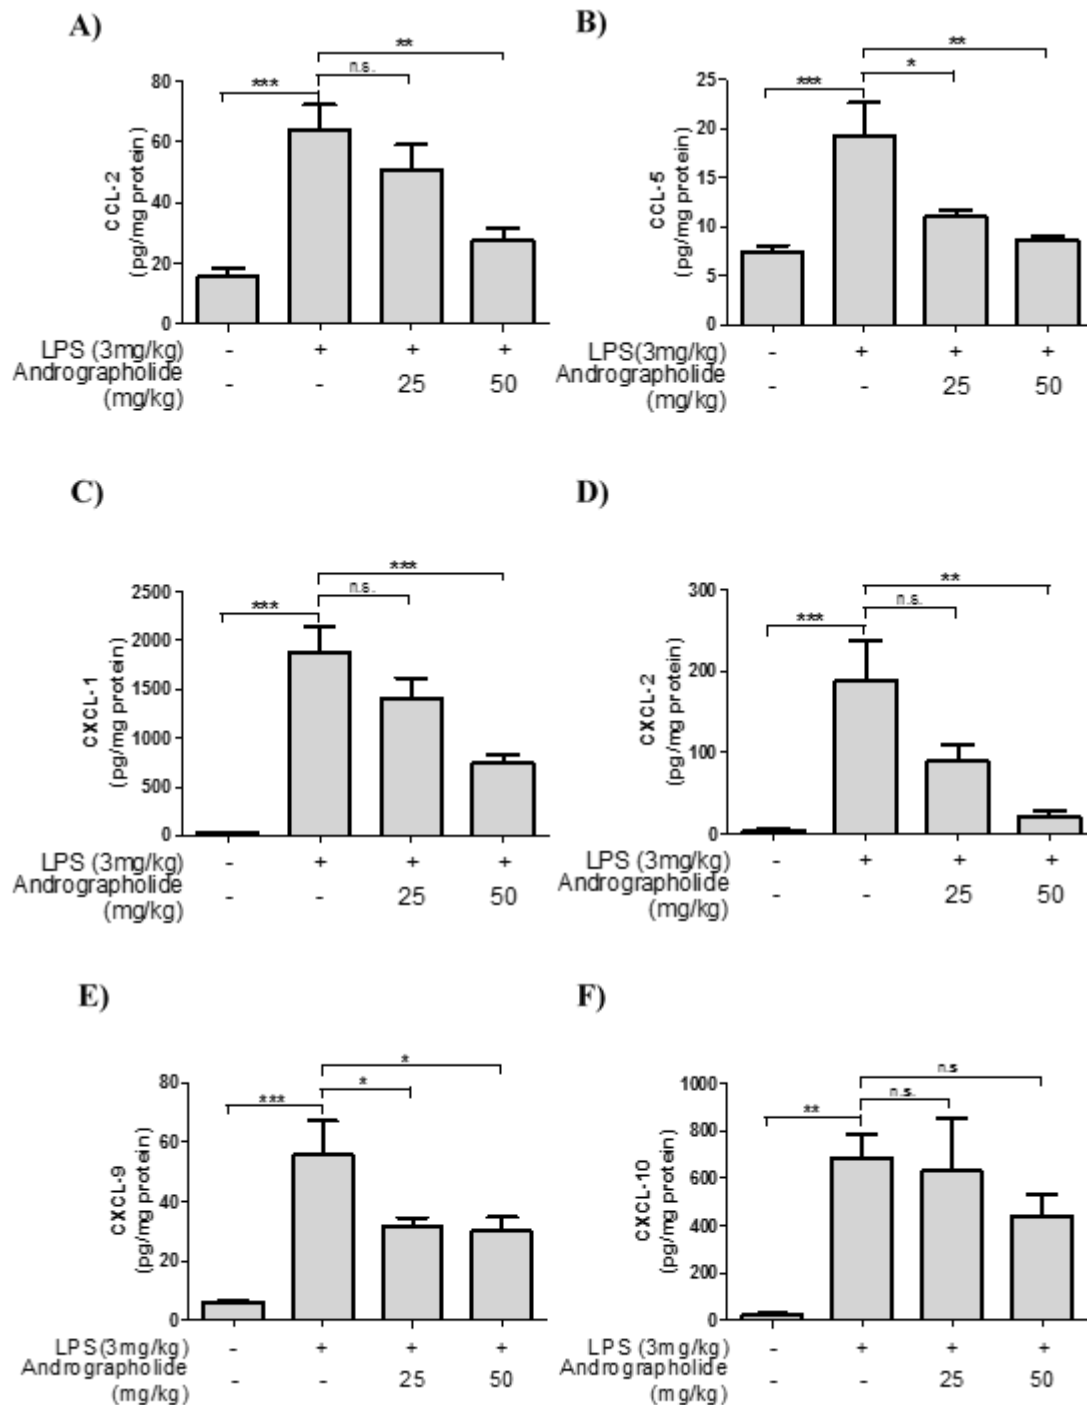 A)
**
n.s.
***
80
60
40
20
0
CCL-2
(pg/mg protein)
LPS (3mg/kg) - + + +
Andrographolide
(mg/kg) - - 25 50
B)
**
*
***
25
20
15
10
5
0
CCL-5
(pg/mg protein)
LPS(3mg/kg) - + + +
Andrographolide
(mg/kg) - - 25 50
C)
***
n.s.
***
2500
2000
1500
1000
500
0
CXCL-1
(pg/mg protein)
LPS (3mg/kg) - + + +
Andrographolide
(mg/kg) - - 25 50
D)
**
n.s.
***
300
200
100
0
CXCL-2
(pg/mg protein)
LPS (3mg/kg) - + + +
Andrographolide
(mg/kg) - - 25 50
E)
*
*
***
80
60
40
20
0
CXCL-9
(pg/mg protein)
LPS(3mg/kg) - + + +
Andrographolide
(mg/kg) - - 25 50
F)
n.s
n.s.
**
1000
800
600
400
200
0
CXCL-10
(pg/mg protein)
LPS(3mg/kg) - + + +
Andrographolide
(mg/kg) - - 25 50